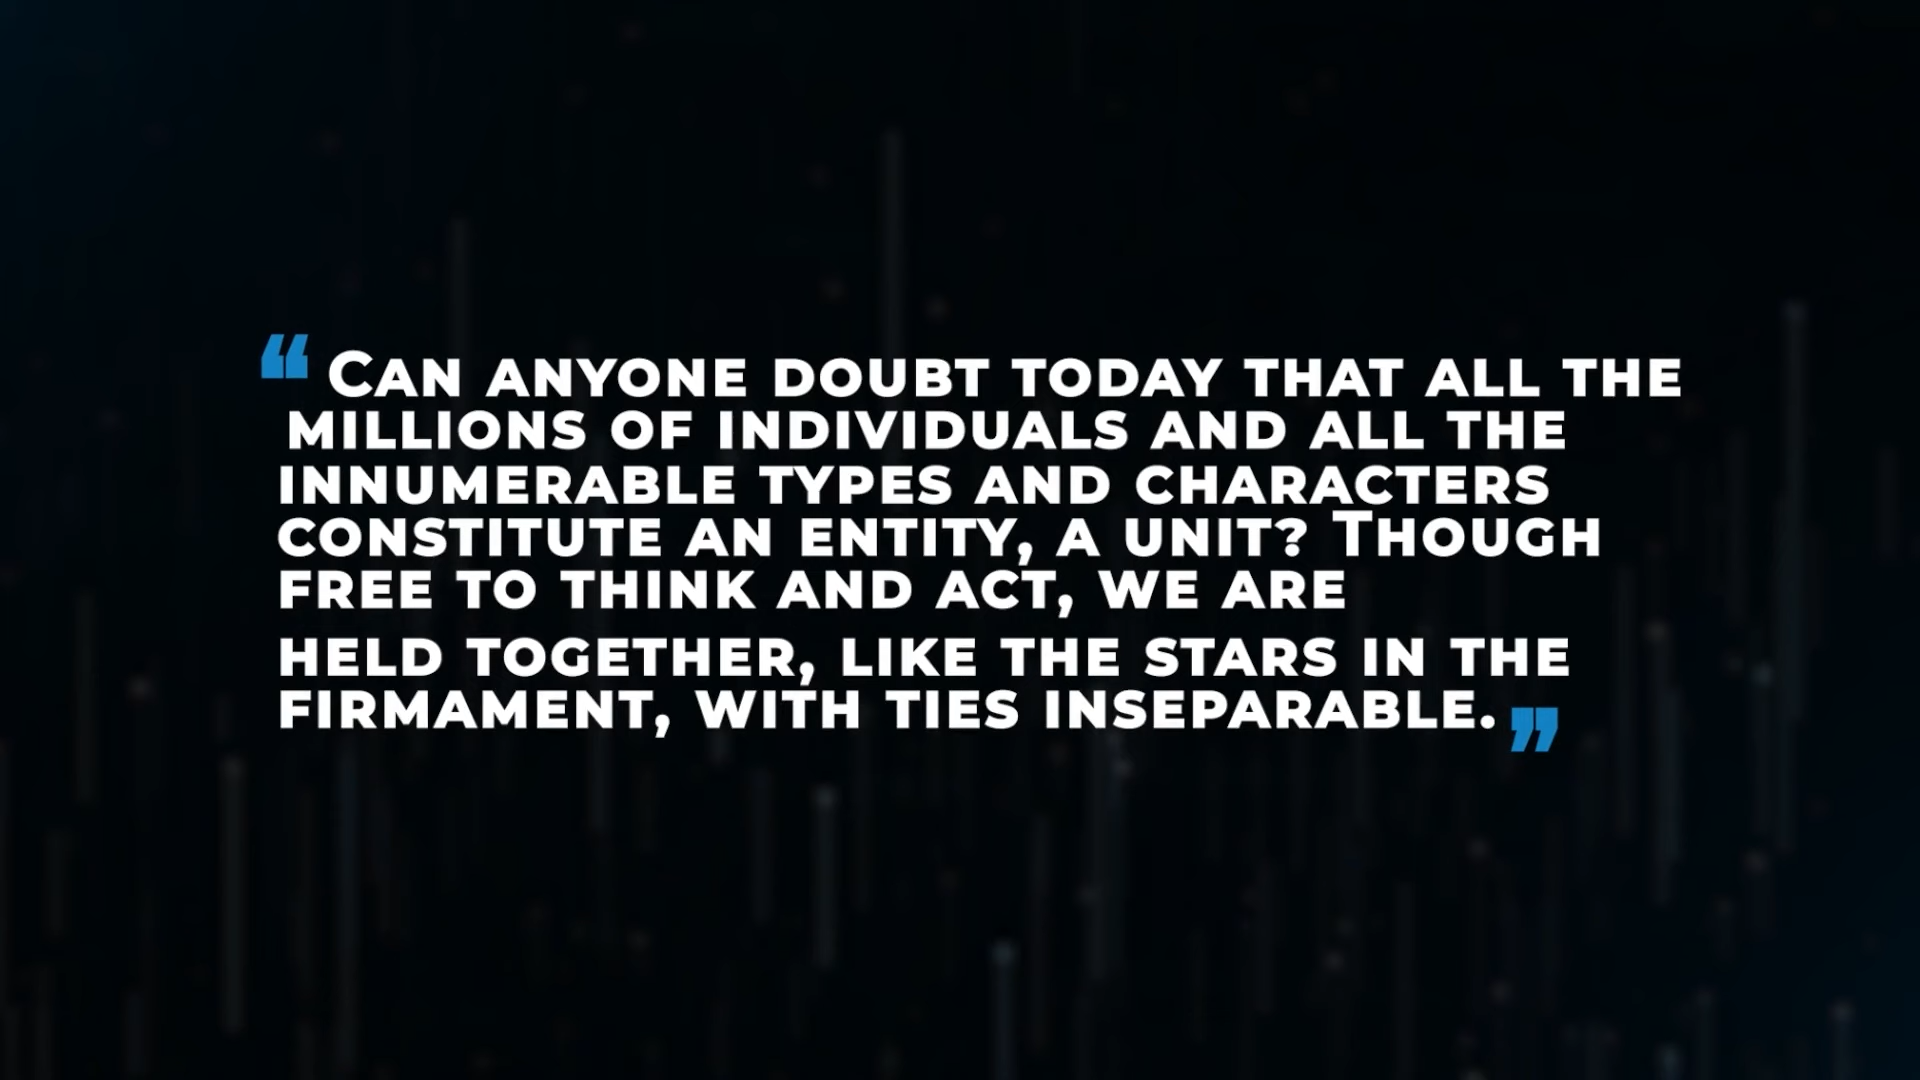 “Can anyone doubt today that all the
millions of individuals and all the
innumerable types and characters
constitute an entity, a unit? Though
free to think and act, we are
held together, like the stars in the
firmament, with ties inseparable.”